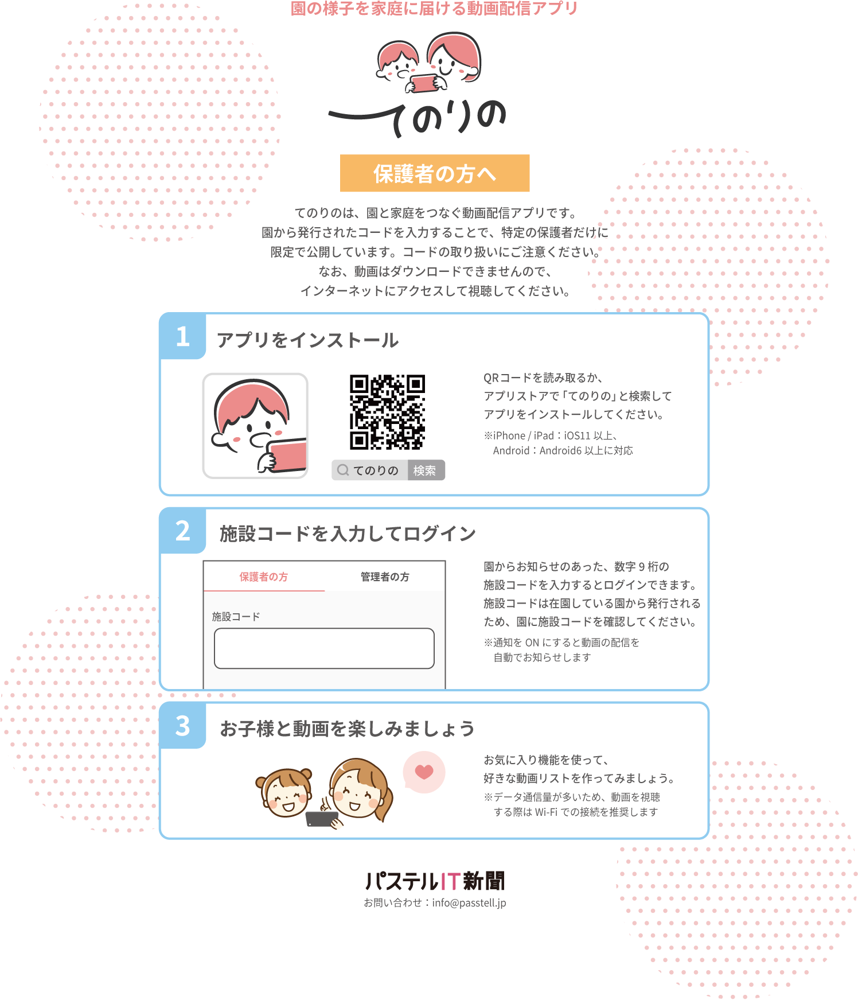 園の様子を家庭に届ける動画配信アプリ
てのりの
保護者の方へ
てのりのは、園と家庭をつなぐ動画配信アプリです。
園から発行されたコードを入力することで、特定の保護者だけに
限定で公開しています。コードの取り扱いにご注意ください。
なお、動画はダウンロードできませんので、
インターネットにアクセスして視聴してください。
1
アプリをインストール
QRコードを読み取るか、
アプリストアで「てのりの」と検索して
アプリをインストールしてください。
※iPhone / iPad：iOS11 以上、
Android：Android6 以上に対応
てのりの 検索
2
施設コードを入力してログイン
保護者の方 管理者の方
施設コード
園からお知らせのあった、数字 9 桁の
施設コードを入力するとログインできます。
施設コードは在園している園から発行される
ため、園に施設コードを確認してください。
※通知を ON にすると動画の配信を
自動でお知らせします
3
お子様と動画を楽しみましょう
お気に入り機能を使って、
好きな動画リストを作ってみましょう。
※データ通信量が多いため、動画を視聴
する際は Wi-Fi での接続を推奨します
パステルIT新聞
お問い合わせ：info@passtell.jp